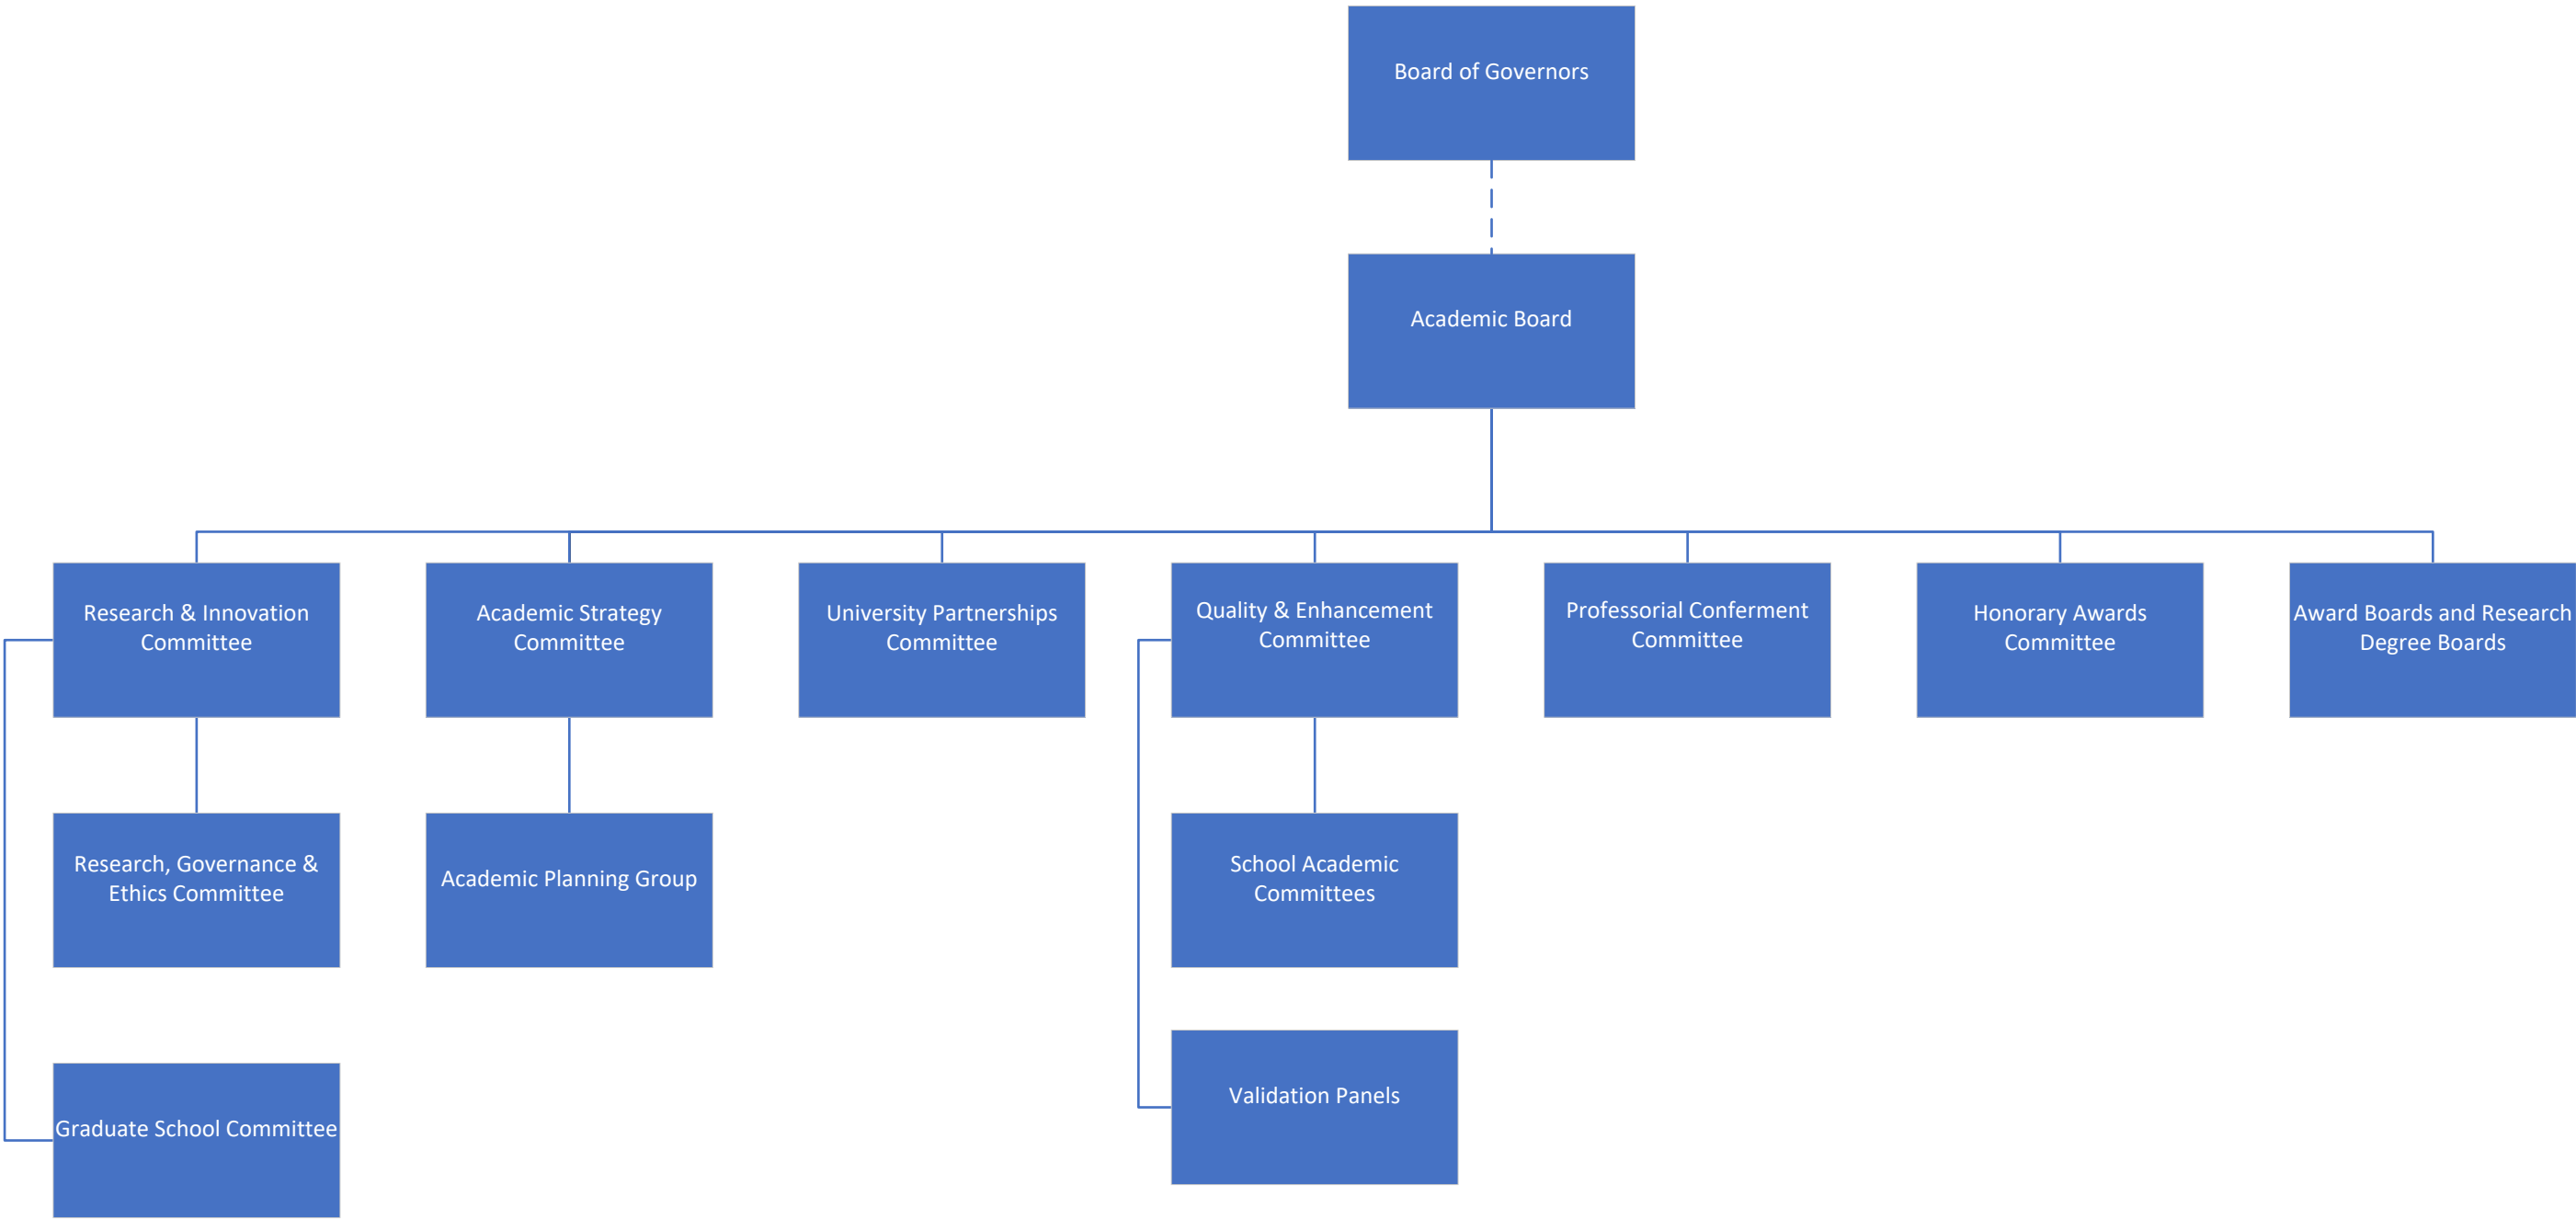 Board of Governors
Academic Board
Research & Innovation
Committee
Academic Strategy
Committee
University Partnerships
Committee
Quality & Enhancement
Committee
Professorial Conferment
Committee
Honorary Awards
Committee
Award Boards and Research
Degree Boards
Research, Governance &
Ethics Committee
Academic Planning Group
School Academic
Committees
Graduate School Committee
Validation Panels